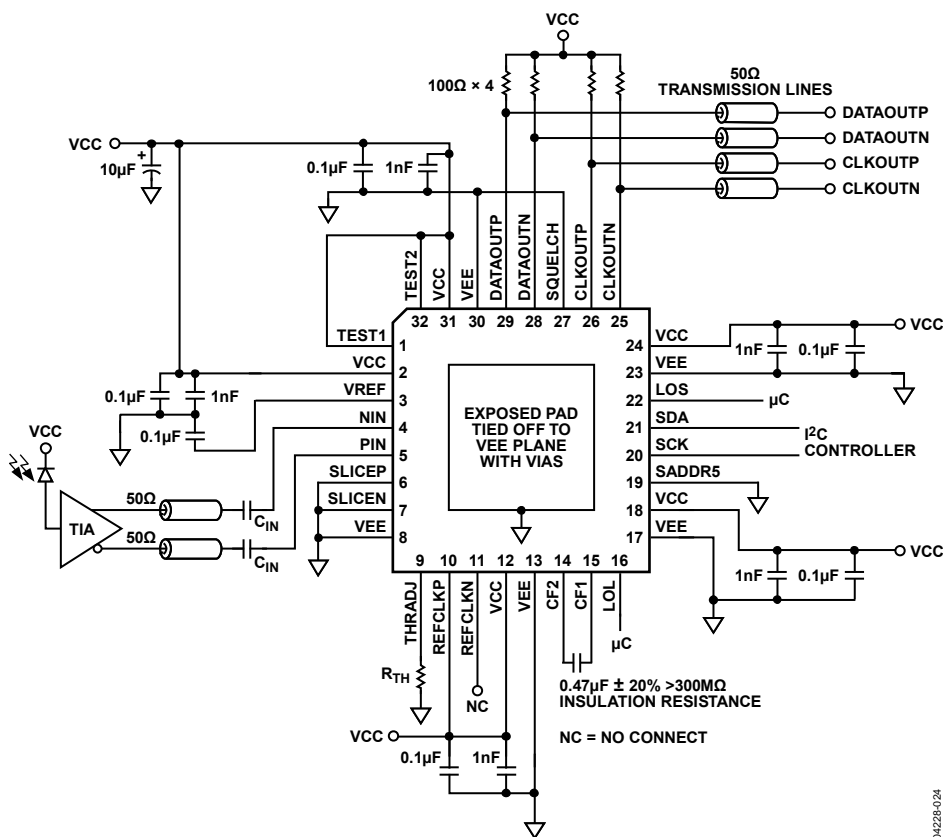 VCC
100Ω × 4
50Ω
TRANSMISSION LINES
DATAOUTP
DATAOUTN
CLKOUTP
CLKOUTN
VCC
+
10µF
0.1µF
1nF
TEST2
VCC
VEE
DATAOUTP
DATAOUTN
SQUELCH
CLKOUTP
CLKOUTN
32
31
30
29
28
27
26
25
TEST1
1
VCC
2
VREF
3
NIN
4
PIN
5
SLICEP
6
SLICEN
7
VEE
8
0.1µF
1nF
0.1µF
VCC
TIA
50Ω
CIN
50Ω
CIN
EXPOSED PAD
TIED OFF TO
VEE PLANE
WITH VIAS
24
VCC
23
VEE
22
LOS
21
SDA
20
SCK
19
SADDR5
18
VCC
17
VEE
VCC
1nF
0.1µF
µC
I2C
CONTROLLER
VCC
1nF
0.1µF
9
10
11
12
13
14
15
16
THRADJ
REFCLKP
REFCLKN
VCC
VEE
CF2
CF1
LOL
RTH
NC
µC
0.47µF ± 20% >300MΩ
INSULATION RESISTANCE
NC = NO CONNECT
VCC
0.1µF
1nF
04228-024